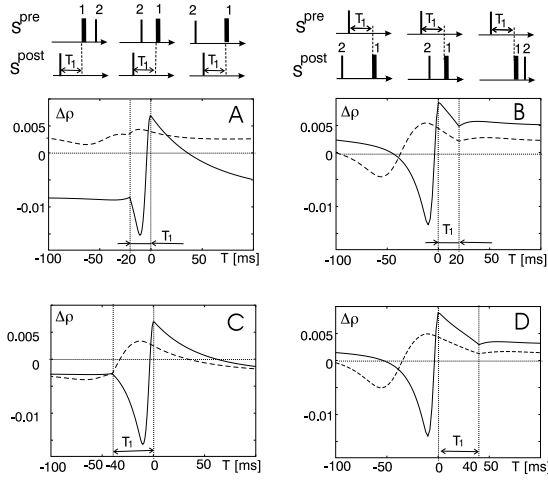 1 2 2 1 2 1
S pre
T1 T1 T1
S post
T1 T1 T1
S pre
2 1 2 1 1 2
S post
Δρ A
0.005
0
-0.01
T1
-100 -50 -20 0 50 T [ms]
Δρ B
0.005
0
-0.01
T1
-100 -50 0 20 50 T [ms]
Δρ C
0.005
0
-0.01
T1
-100 -50 -40 0 50 T [ms]
Δρ D
0.005
0
-0.01
T1
-100 -50 0 40 50 T [ms]